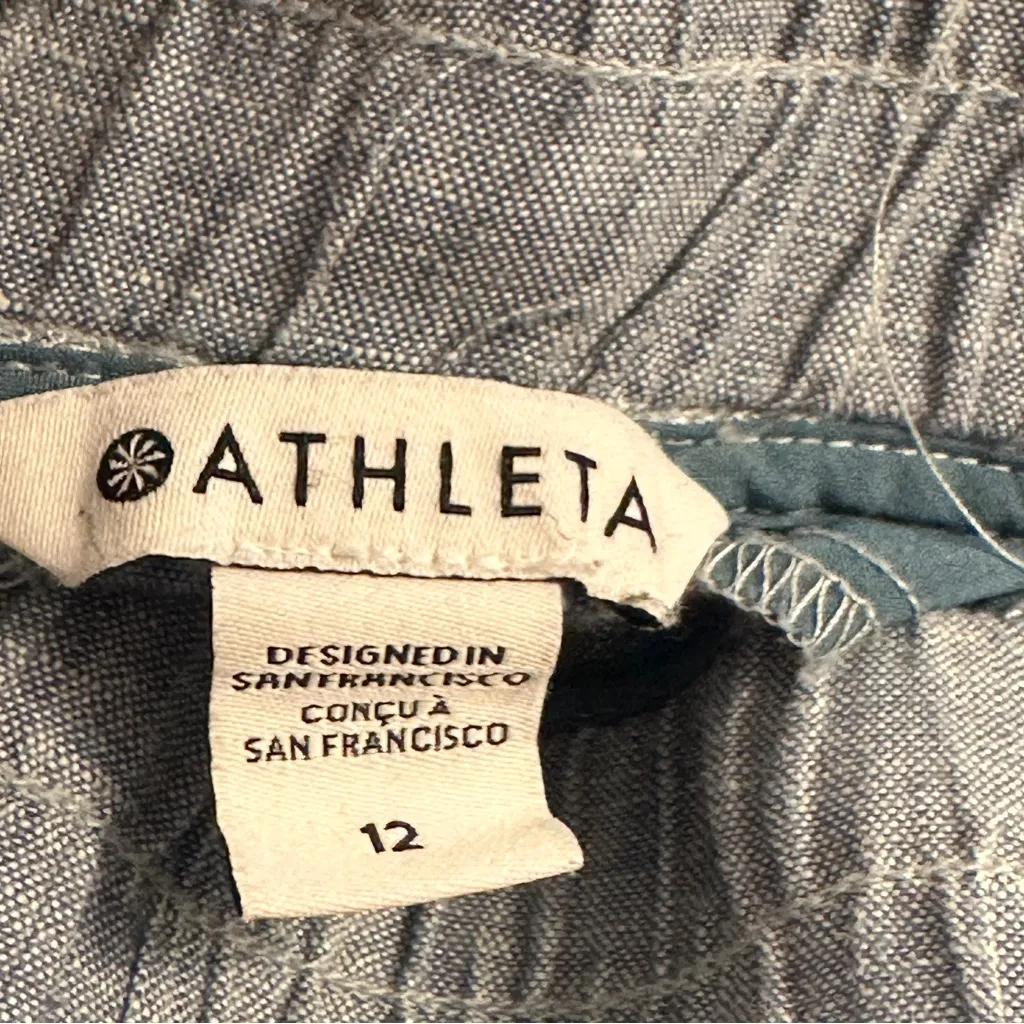 ATHLETA
DESIGNED IN
SAN FRANCISCO
CONÇU À
SAN FRANCISCO
12